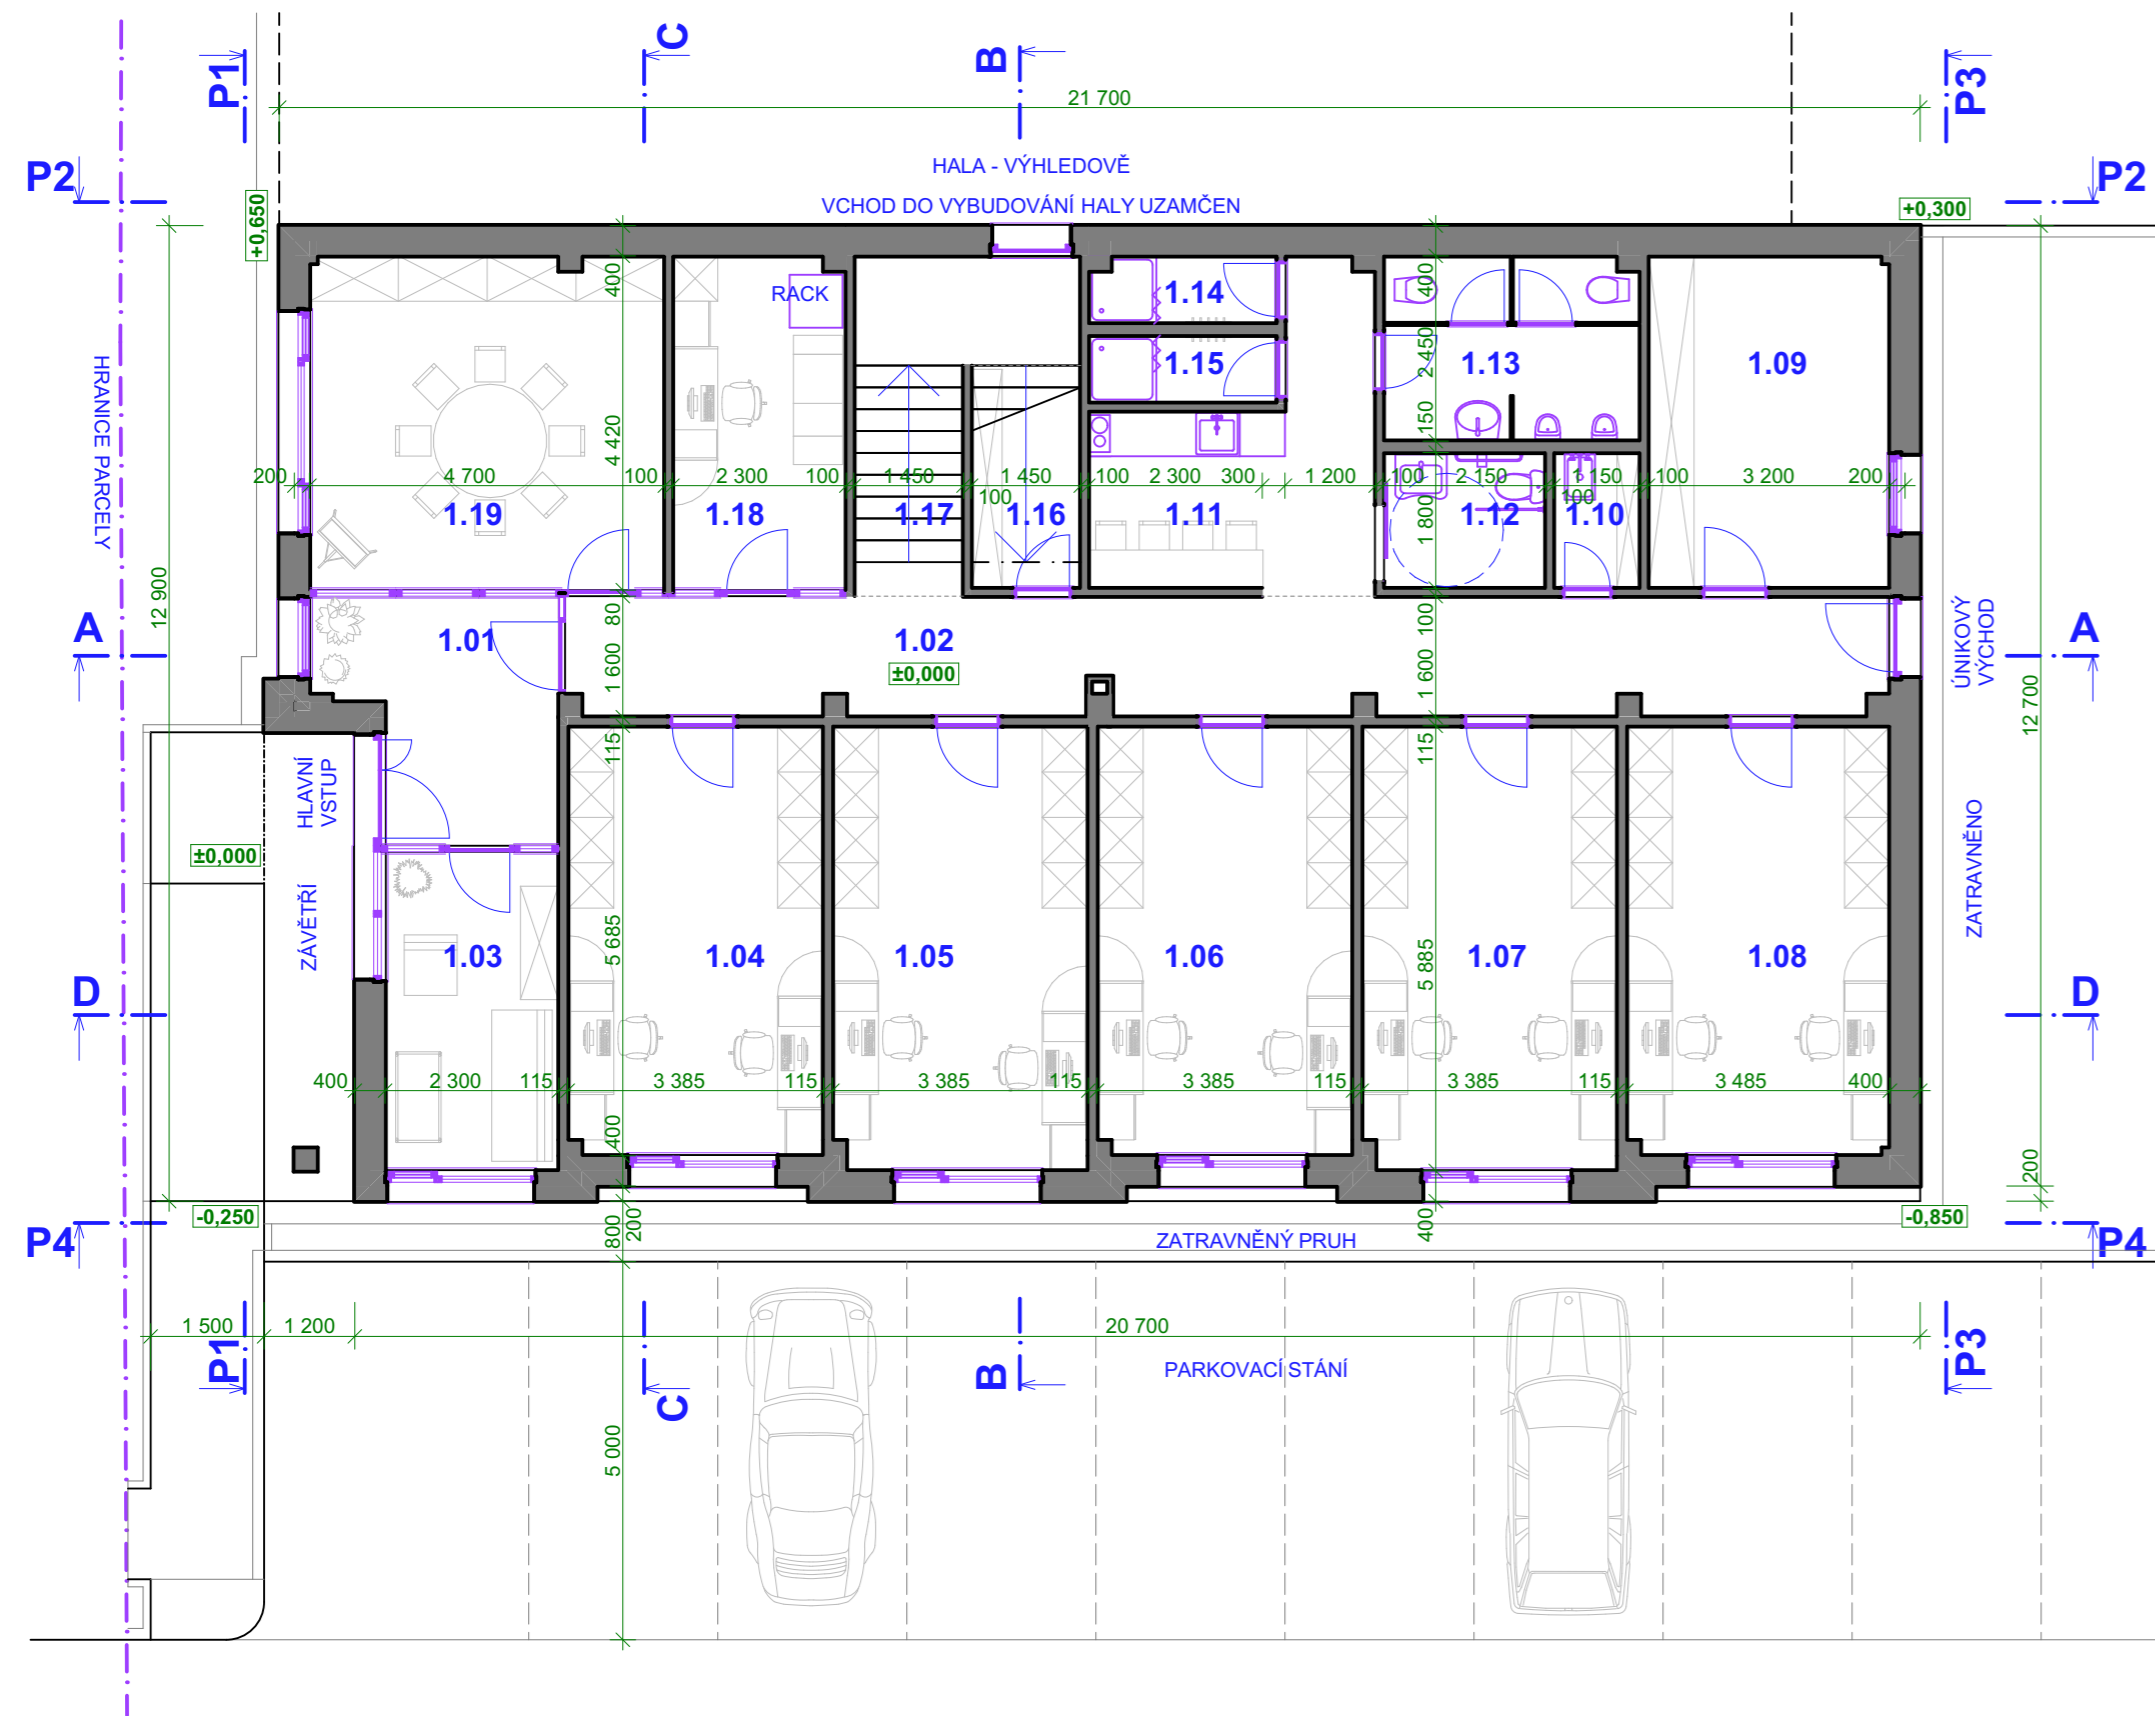 C
B
P1
P3
21 700
HALA - VÝHLEDOVĚ
P2
P2
VCHOD DO VYBUDOVÁNÍ HALY UZAMČEN
+0,650
+0,300
400
RACK
1.14
400
1.15
1.13
1.09
2 450
HRANICE PARCELY
4 420
150
200
4 700
100
2 300
100
1 450
100
1 450
100
2 300
300
1 200
100
2 150
100
1 150
100
3 200
200
1.19
1.18
1.17
1.16
1.11
1.12
1.10
1 800
12 900
80
100
A
1.01
1.02
A
ÚNIKOVÝ
VÝCHOD
±0,000
1 600
1 600
12 700
115
115
HLAVNÍ
VSTUP
±0,000
ZÁVĚTŘÍ
ZATRAVNĚNO
5 685
5 885
1.03
1.04
1.05
1.06
1.07
1.08
D
D
400
2 300
115
3 385
115
3 385
115
3 385
115
3 385
115
3 485
400
400
200
-0,250
-0,850
800
200
400
P4
ZATRAVNĚNÝ PRUH
P4
1 500
1 200
20 700
P1
C
B
PARKOVACÍ STÁNÍ
P3
5 000